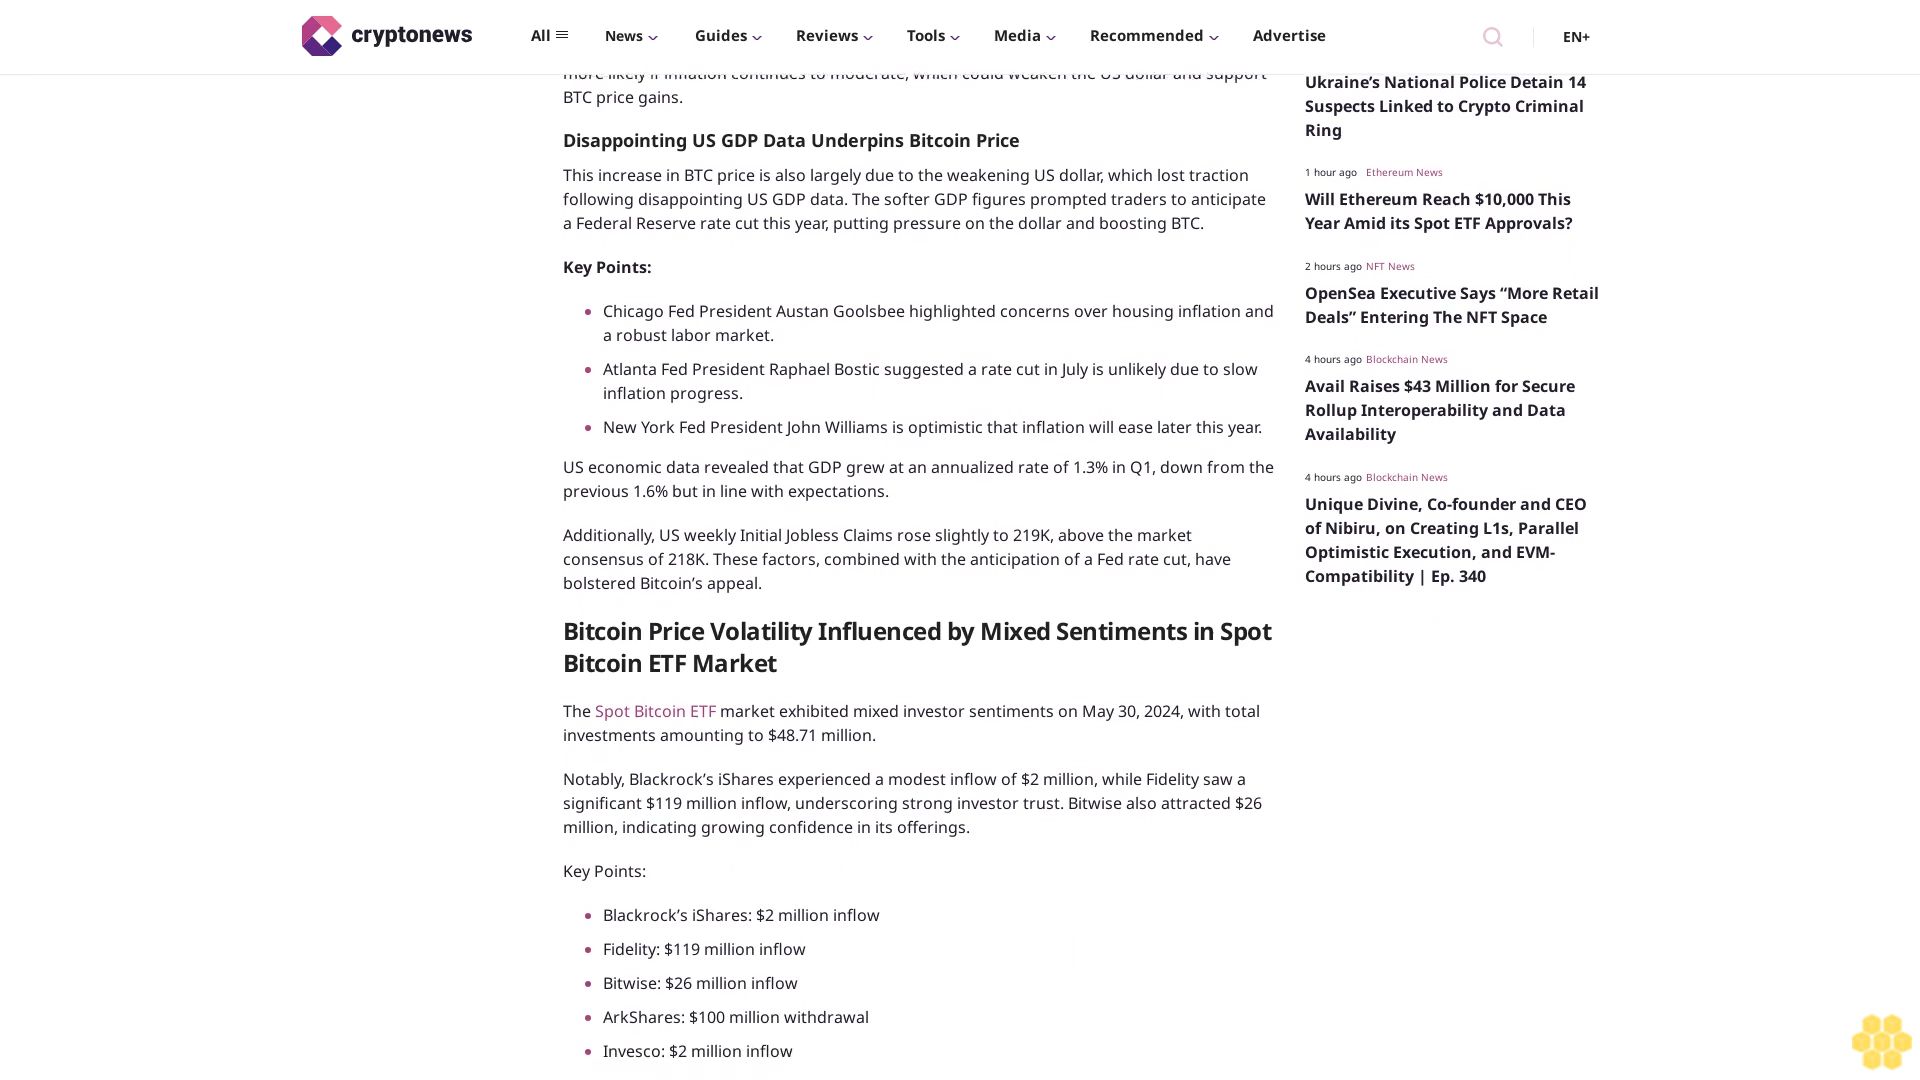 cryptonews
All
News
Guides
Reviews
Tools
Media
Recommended
Advertise
EN+
more likely if inflation continues to moderate, which could weaken the US dollar and support
BTC price gains.
Disappointing US GDP Data Underpins Bitcoin Price
This increase in BTC price is also largely due to the weakening US dollar, which lost traction
following disappointing US GDP data. The softer GDP figures prompted traders to anticipate
a Federal Reserve rate cut this year, putting pressure on the dollar and boosting BTC.
Key Points:
Chicago Fed President Austan Goolsbee highlighted concerns over housing inflation and
a robust labor market.
Atlanta Fed President Raphael Bostic suggested a rate cut in July is unlikely due to slow
inflation progress.
New York Fed President John Williams is optimistic that inflation will ease later this year.
US economic data revealed that GDP grew at an annualized rate of 1.3% in Q1, down from the
previous 1.6% but in line with expectations.
Additionally, US weekly Initial Jobless Claims rose slightly to 219K, above the market
consensus of 218K. These factors, combined with the anticipation of a Fed rate cut, have
bolstered Bitcoin’s appeal.
Bitcoin Price Volatility Influenced by Mixed Sentiments in Spot
Bitcoin ETF Market
The Spot Bitcoin ETF market exhibited mixed investor sentiments on May 30, 2024, with total
investments amounting to $48.71 million.
Notably, Blackrock’s iShares experienced a modest inflow of $2 million, while Fidelity saw a
significant $119 million inflow, underscoring strong investor trust. Bitwise also attracted $26
million, indicating growing confidence in its offerings.
Key Points:
Blackrock’s iShares: $2 million inflow
Fidelity: $119 million inflow
Bitwise: $26 million inflow
ArkShares: $100 million withdrawal
Invesco: $2 million inflow
Ukraine’s National Police Detain 14
Suspects Linked to Crypto Criminal
Ring
1 hour ago Ethereum News
Will Ethereum Reach $10,000 This
Year Amid its Spot ETF Approvals?
2 hours ago NFT News
OpenSea Executive Says “More Retail
Deals” Entering The NFT Space
4 hours ago Blockchain News
Avail Raises $43 Million for Secure
Rollup Interoperability and Data
Availability
4 hours ago Blockchain News
Unique Divine, Co-founder and CEO
of Nibiru, on Creating L1s, Parallel
Optimistic Execution, and EVM-
Compatibility | Ep. 340